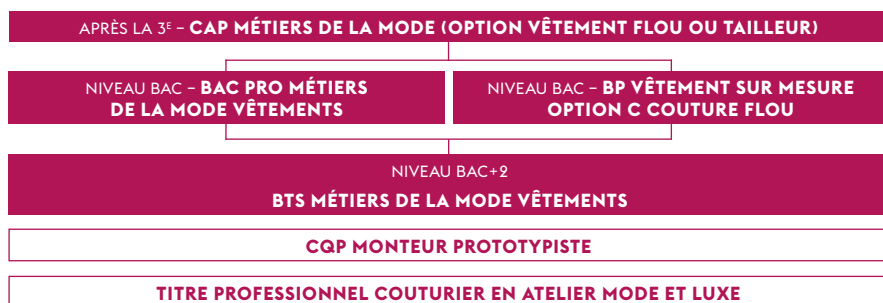 APRÈS LA 3E – CAP MÉTIERS DE LA MODE (OPTION VÊTEMENT FLOU OU TAILLEUR)
NIVEAU BAC – BAC PRO MÉTIERS
DE LA MODE VÊTEMENTS
NIVEAU BAC – BP VÊTEMENT SUR MESURE
OPTION C COUTURE FLOU
NIVEAU BAC+2
BTS MÉTIERS DE LA MODE VÊTEMENTS
CQP MONTEUR PROTOTYPISTE
TITRE PROFESSIONNEL COUTURIER EN ATELIER MODE ET LUXE